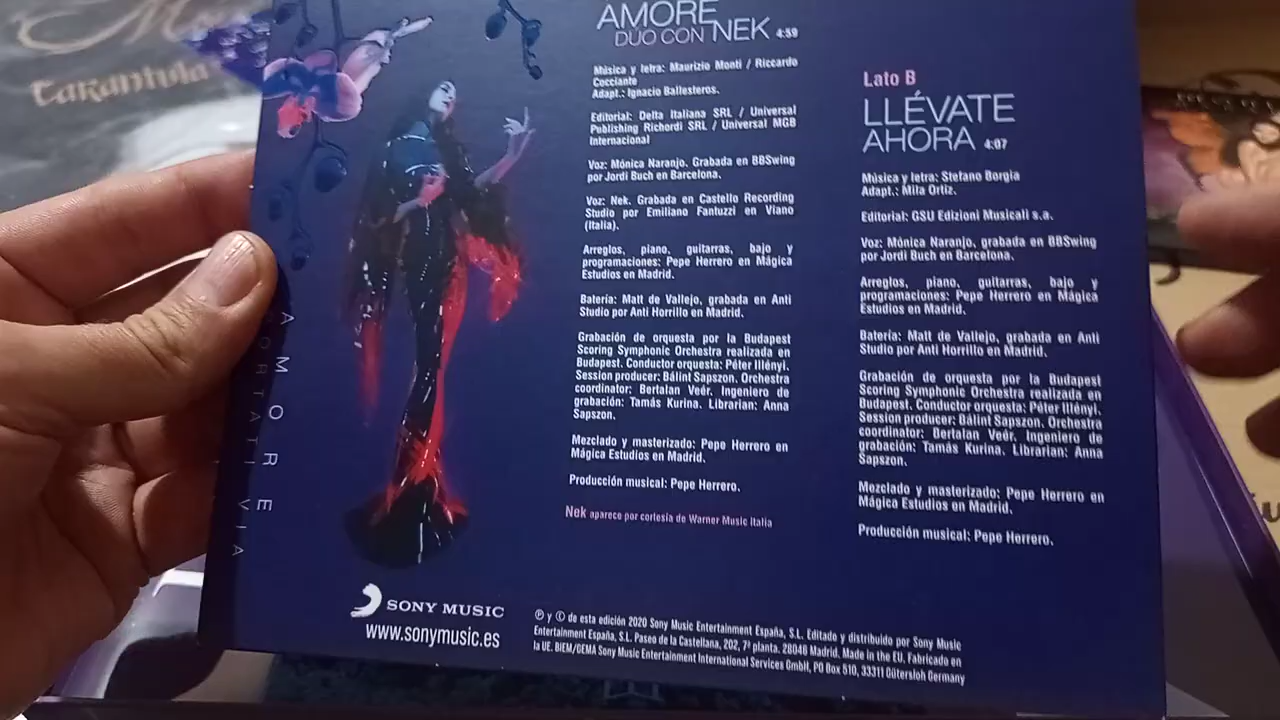 Tarantula
AMORE
DÚO CON NEK 4:59
Música y letra: Maurizio Monti / Riccardo
Cocciante
Adapt.: Ignacio Ballesteros.
Editorial: Delta Italiana SRL / Universal
Publishing Richordi SRL / Universal MGB
Internacional
Voz: Mónica Naranjo. Grabada en BBSwing
por Jordi Buch en Barcelona.
Voz: Nek. Grabada en Castello Recording
Studio por Emiliano Fantuzzi en Viano
(Italia).
Arreglos, piano, guitarras, bajo y
programaciones: Pepe Herrero en Mágica
Estudios en Madrid.
Batería: Matt de Vallejo, grabada en Anti
Studio por Anti Horrillo en Madrid.
Grabación de orquesta por la Budapest
Scoring Symphonic Orchestra realizada en
Budapest. Conductor orquesta: Péter Illényi.
Session producer: Bálint Sapszon. Orchestra
coordinator: Bertalan Veér. Ingeniero de
grabación: Tamás Kurina. Librarian: Anna
Sapszon.
Mezclado y masterizado: Pepe Herrero en
Mágica Estudios en Madrid.
Producción musical: Pepe Herrero.
Nek aparece por cortesía de Warner Music Italia
Lato B
LLÉVATE
AHORA 4:07
Música y letra: Stefano Borgia
Adapt.: Mila Ortiz.
Editorial: GSU Edizioni Musicali s.a.
Voz: Mónica Naranjo, grabada en BBSwing
por Jordi Buch en Barcelona.
Arreglos, piano, guitarras, bajo y
programaciones: Pepe Herrero en Mágica
Estudios en Madrid.
Batería: Matt de Vallejo, grabada en Anti
Studio por Anti Horrillo en Madrid.
Grabación de orquesta por la Budapest
Scoring Symphonic Orchestra realizada en
Budapest. Conductor orquesta: Péter Illényi.
Session producer: Bálint Sapszon. Orchestra
coordinator: Bertalan Veér. Ingeniero de
grabación: Tamás Kurina. Librarian: Anna
Sapszon.
Mezclado y masterizado: Pepe Herrero en
Mágica Estudios en Madrid.
Producción musical: Pepe Herrero.
AMORE
PORTATI VIA
SONY MUSIC
www.sonymusic.es
Ⓟ y Ⓒ de esta edición 2020 Sony Music Entertainment España, S.L. Editado y distribuido por Sony Music
Entertainment España, S.L. Paseo de la Castellana, 202, 7ª planta. 28046 Madrid. Made in the EU. Fabricado en
la UE. BIEM/GEMA Sony Music Entertainment International Services GmbH, PO Box 510, 33311 Gütersloh Germany